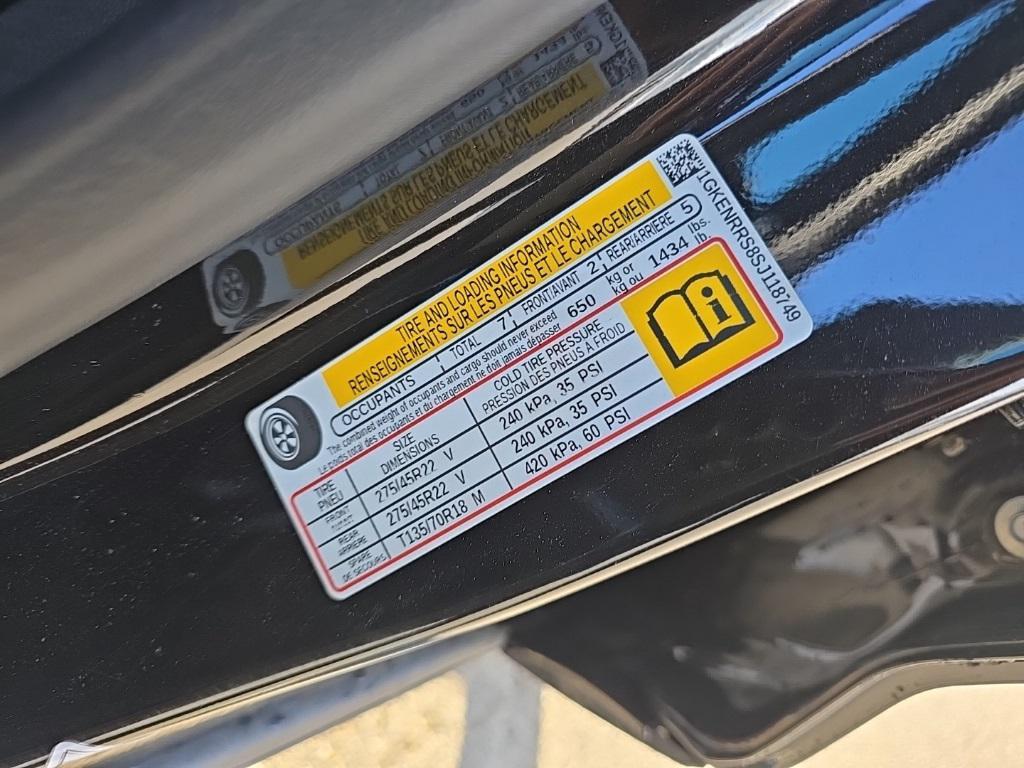 TIRE AND LOADING INFORMATION
RENSEIGNEMENTS SUR LES PNEUS ET LE CHARGEMENT
OCCUPANTS TOTAL 7 FRONT/AVANT 2 REAR/ARRIÈRE 5
The combined weight of occupants and cargo should never exceed 650 kg or 1434 lbs.
Le poids total des occupants et du chargement ne doit jamais dépasser kg ou lb.
TIRE SIZE COLD TIRE PRESSURE
PNEU DIMENSIONS PRESSION DES PNEUS À FROID
FRONT 275/45R22 V 240 kPa, 35 PSI
REAR
ARRIÈRE 275/45R22 V 240 kPa, 35 PSI
SPARE
DE SECOURS T135/70R18 M 420 kPa, 60 PSI
1GKENRRS8SJ118749